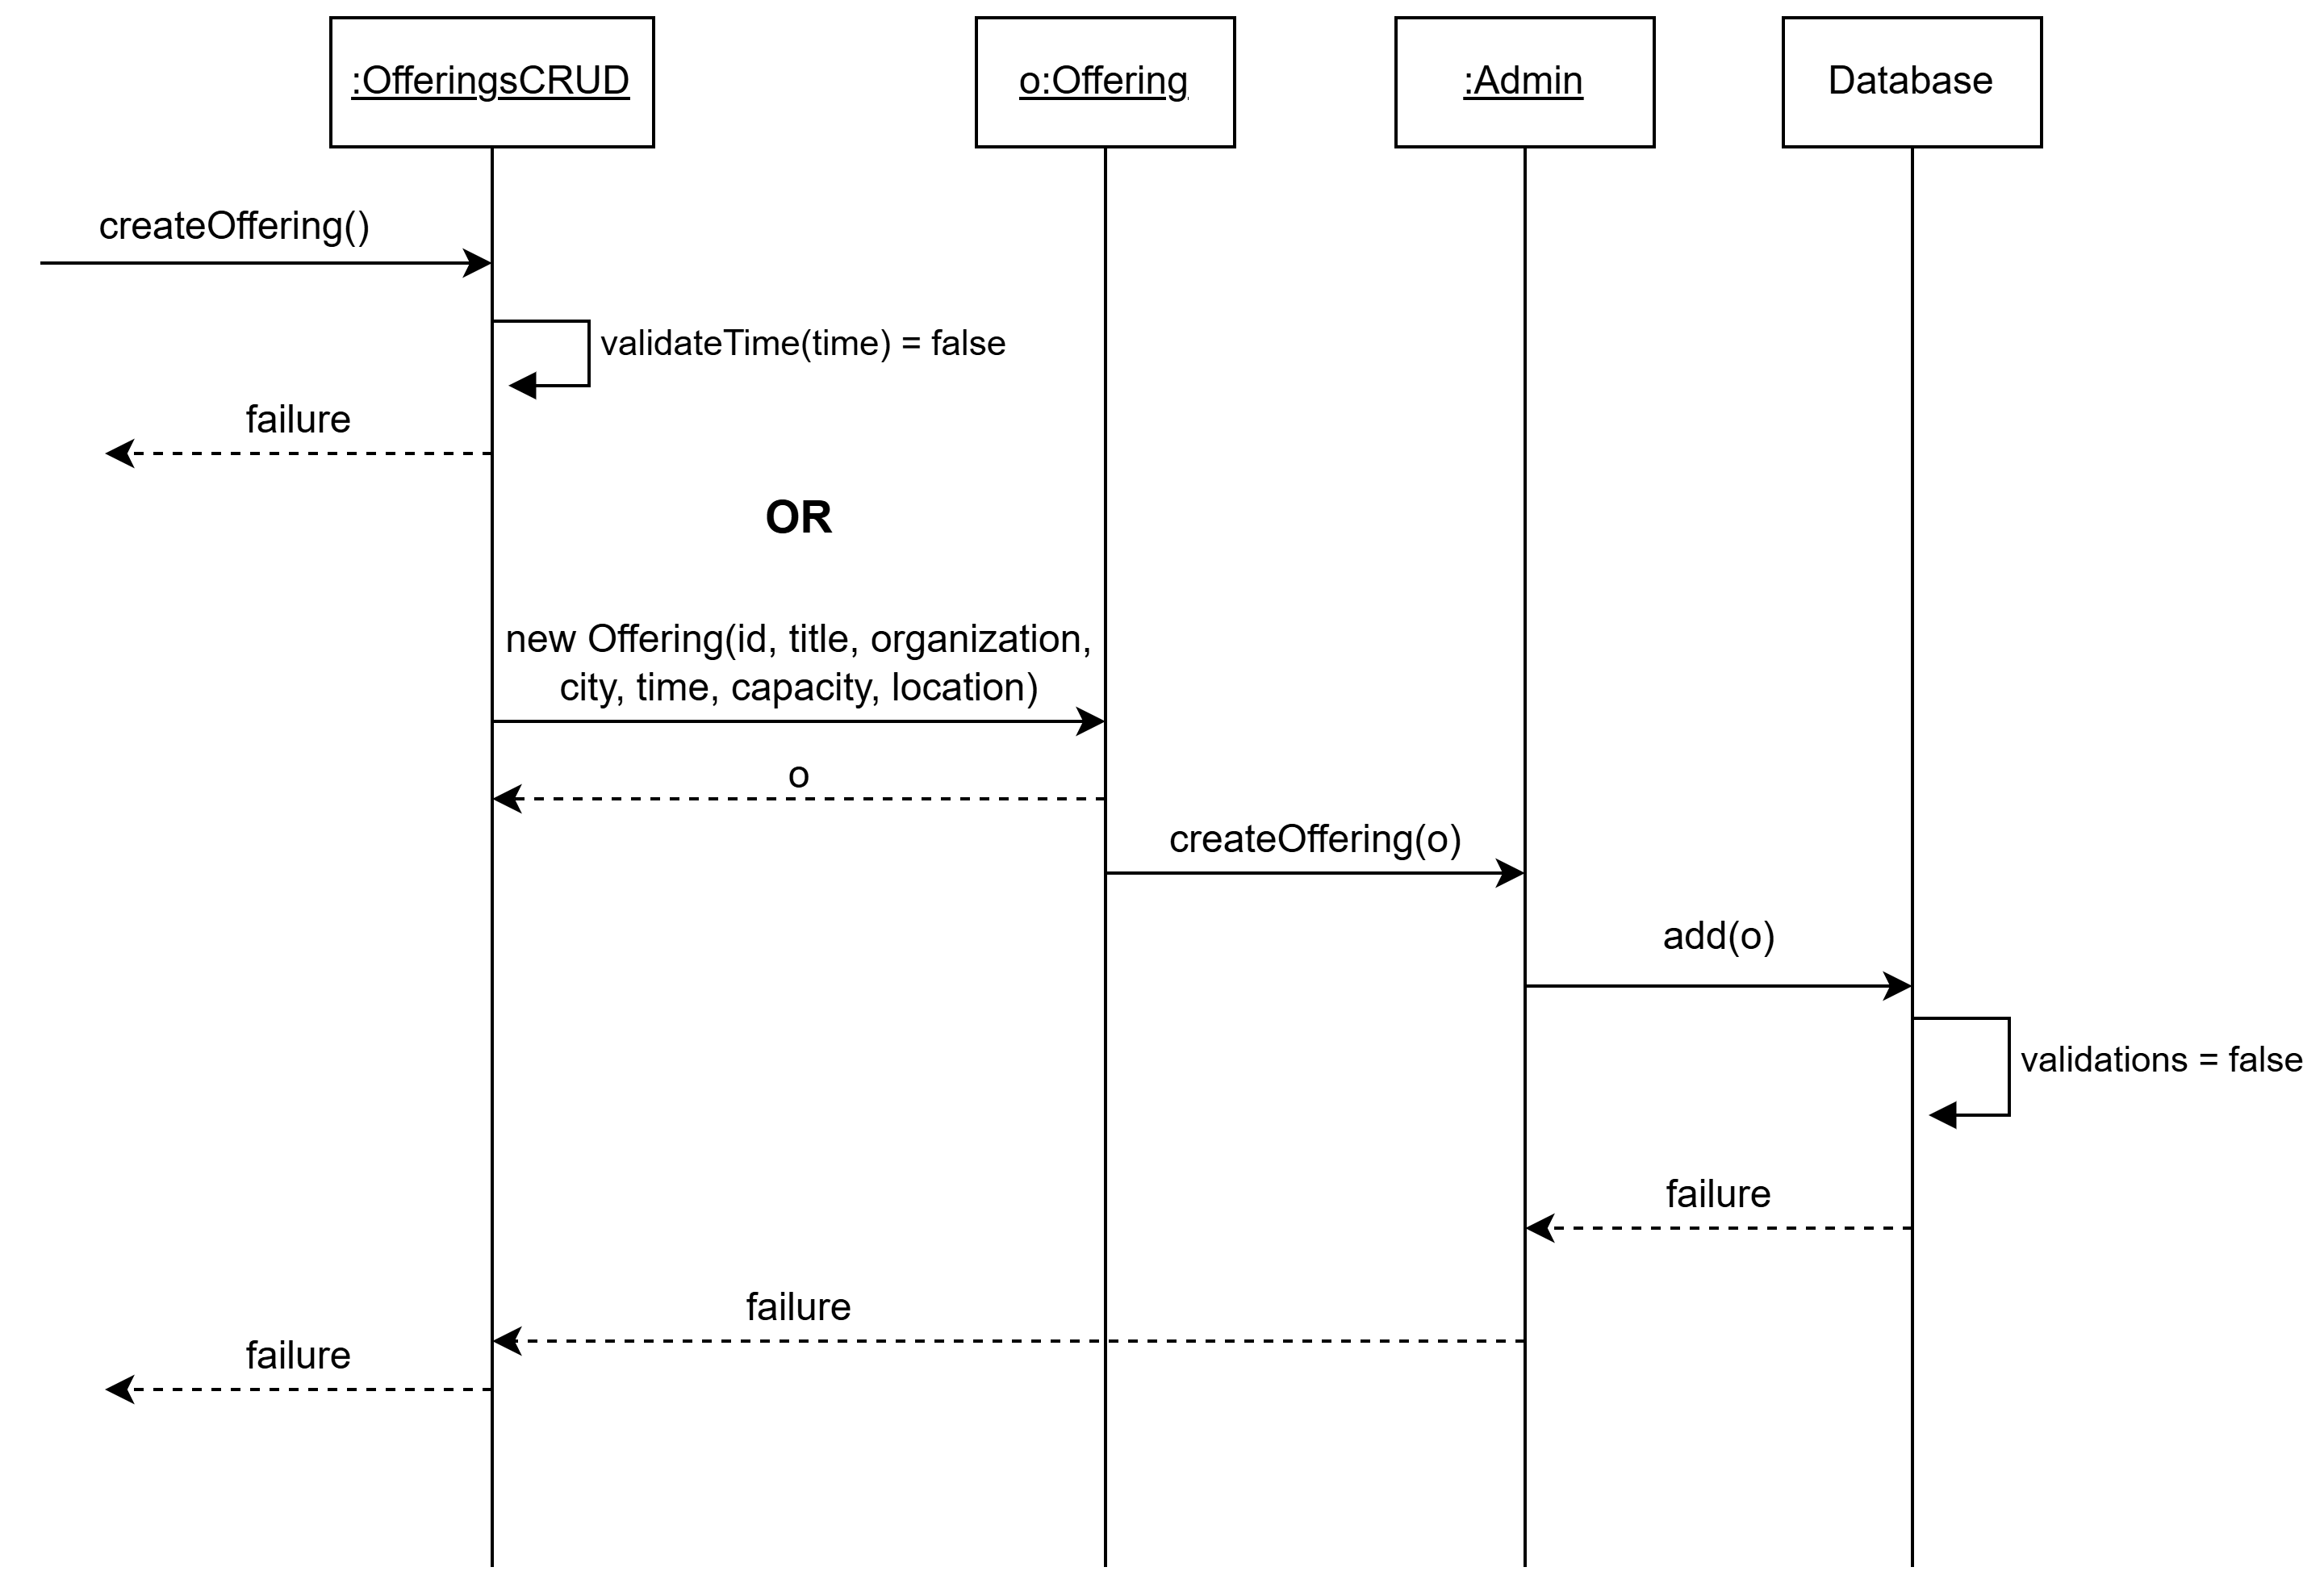 :OfferingsCRUD
o:Offering
:Admin
Database
createOffering()
validateTime(time) = false
failure
OR
new Offering(id, title, organization,
city, time, capacity, location)
o
createOffering(o)
add(o)
validations = false
failure
failure
failure